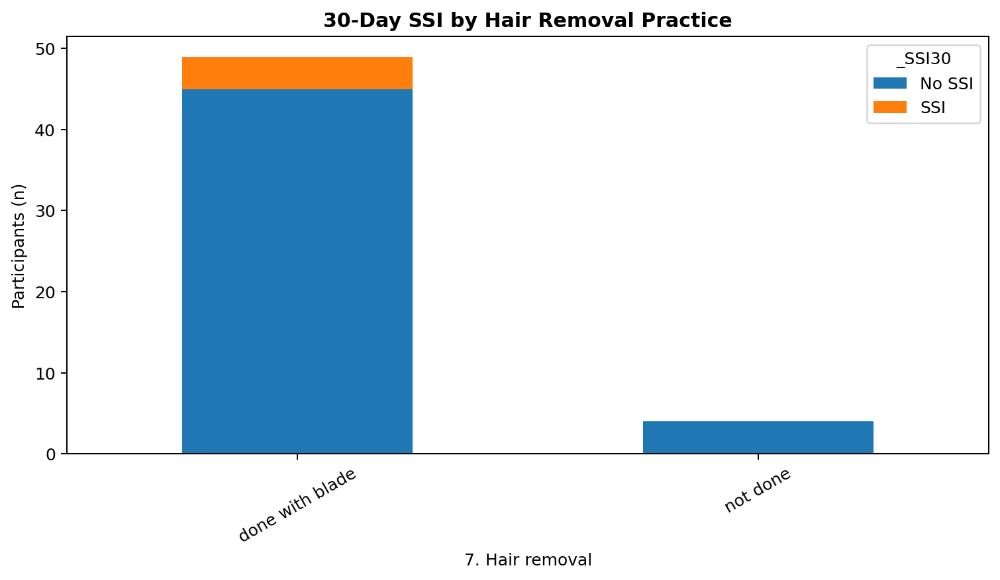 30-Day SSI by Hair Removal Practice
Participants (n)
50
40
30
20
10
0
_SSI30
No SSI
SSI
done with blade
not done
7. Hair removal